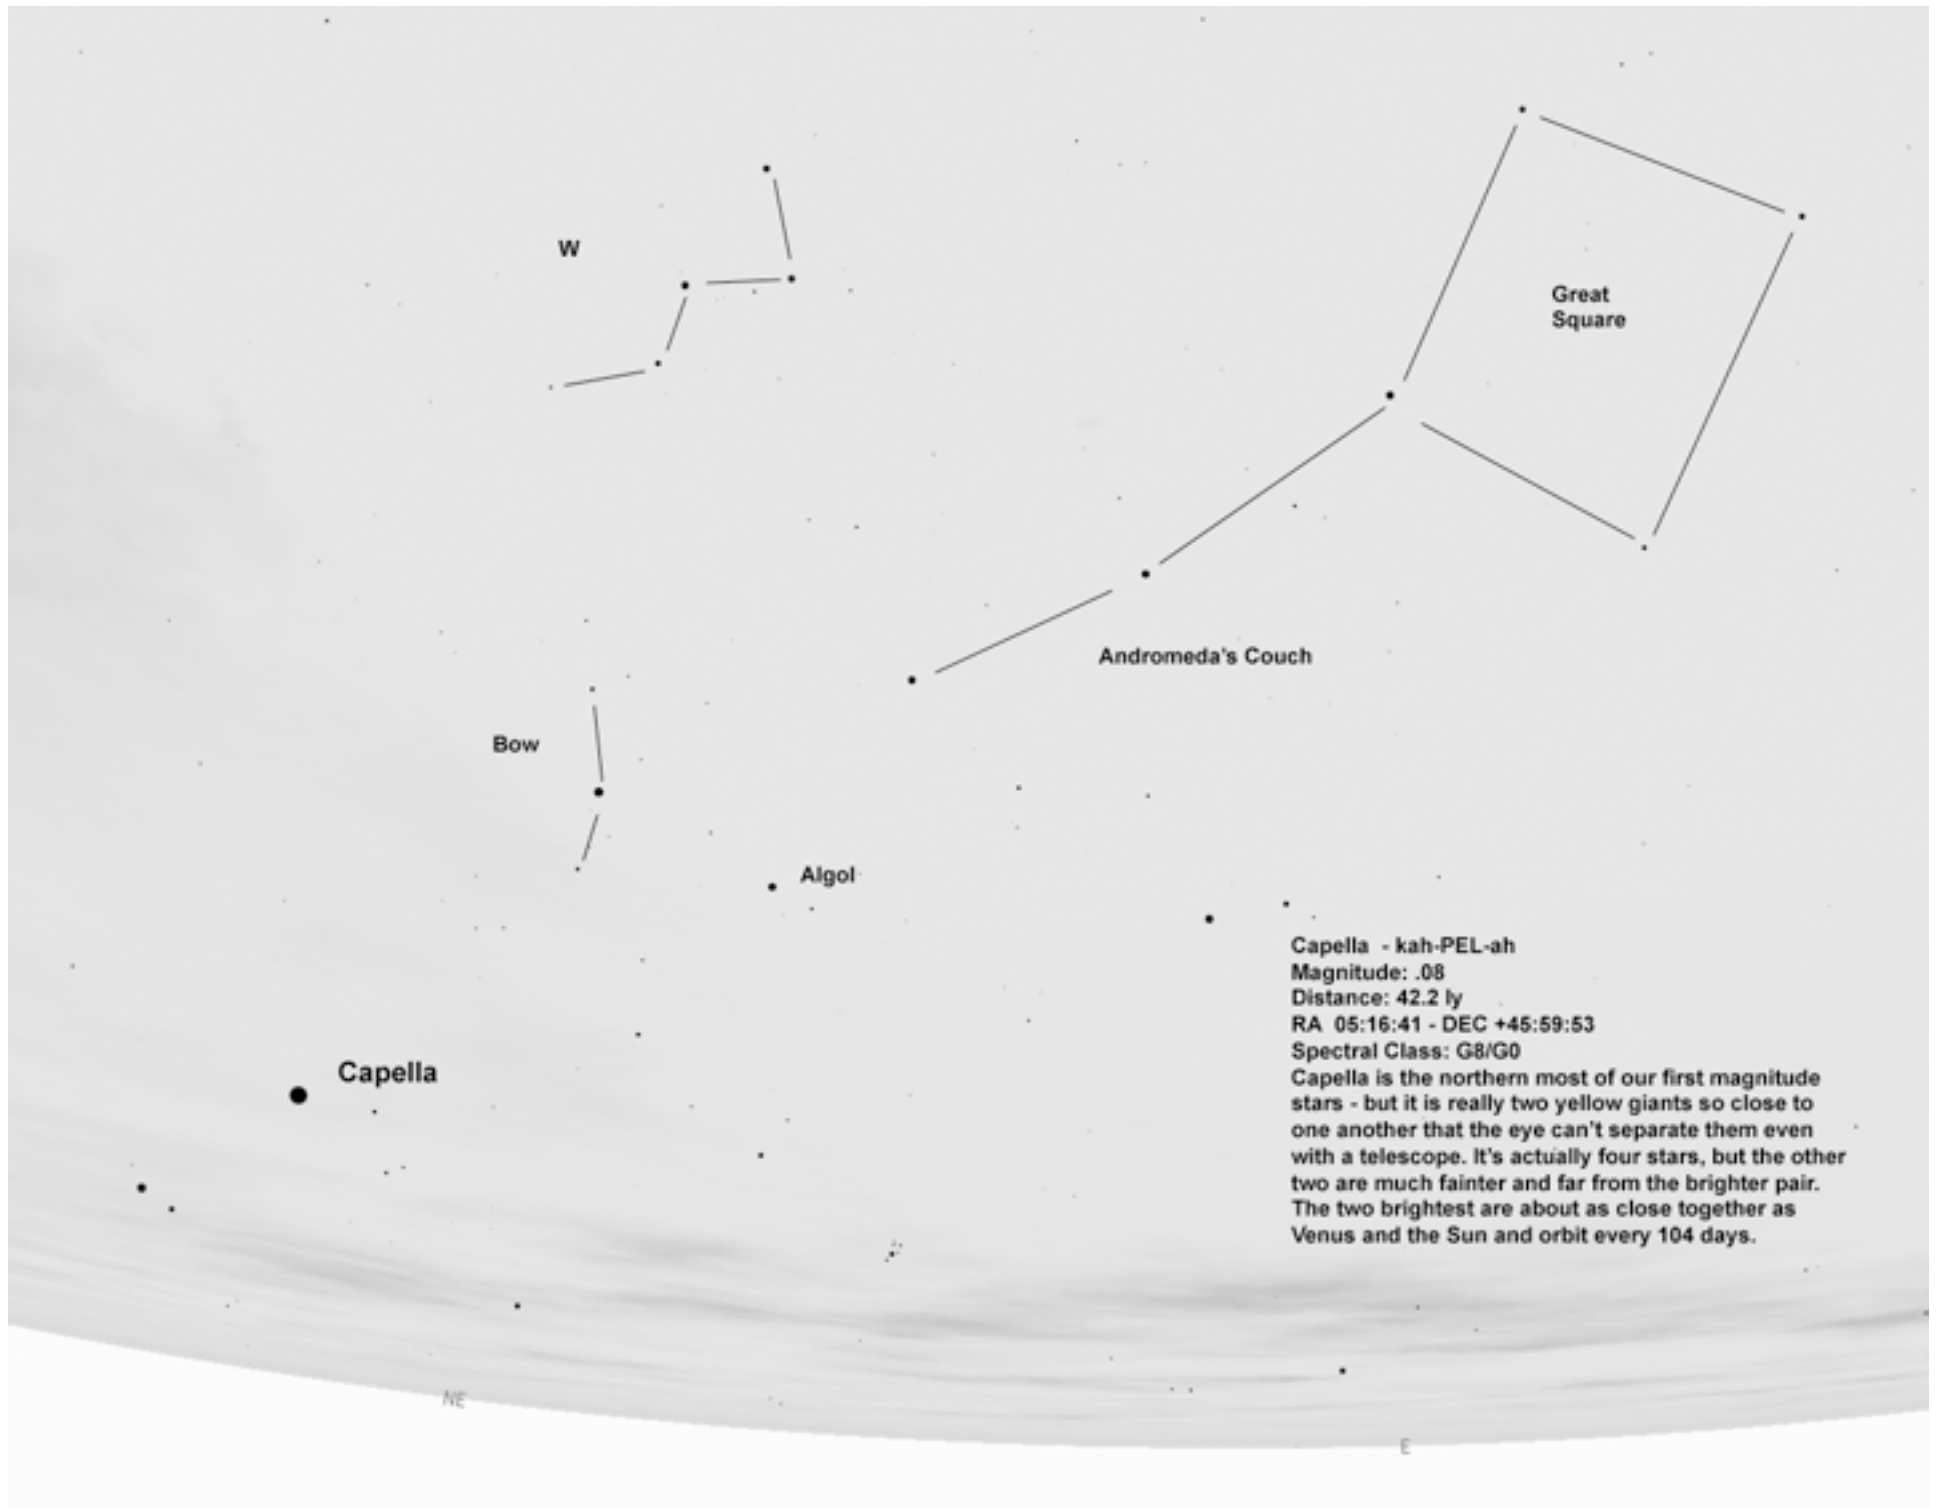 W
Great
Square
Andromeda's Couch
Bow
Algol
Capella - kah-PEL-ah
Magnitude: .08
Distance: 42.2 ly
RA 05:16:41 - DEC +45:59:53
Spectral Class: G8/G0
Capella is the northern most of our first magnitude
stars - but it is really two yellow giants so close to
one another that the eye can't separate them even
with a telescope. It's actually four stars, but the other
two are much fainter and far from the brighter pair.
The two brightest are about as close together as
Venus and the Sun and orbit every 104 days.
Capella
NE
E